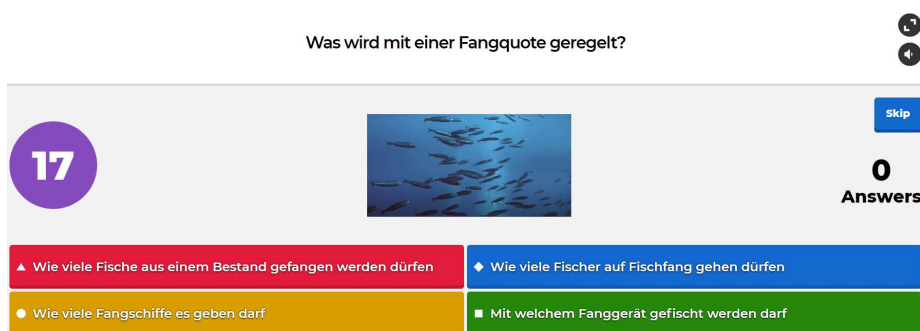 Was wird mit einer Fangquote geregelt?
Skip
17
0
Answers
Wie viele Fische aus einem Bestand gefangen werden dürfen
Wie viele Fischer auf Fischfang gehen dürfen
Wie viele Fangschiffe es geben darf
Mit welchem Fanggerät gefischt werden darf